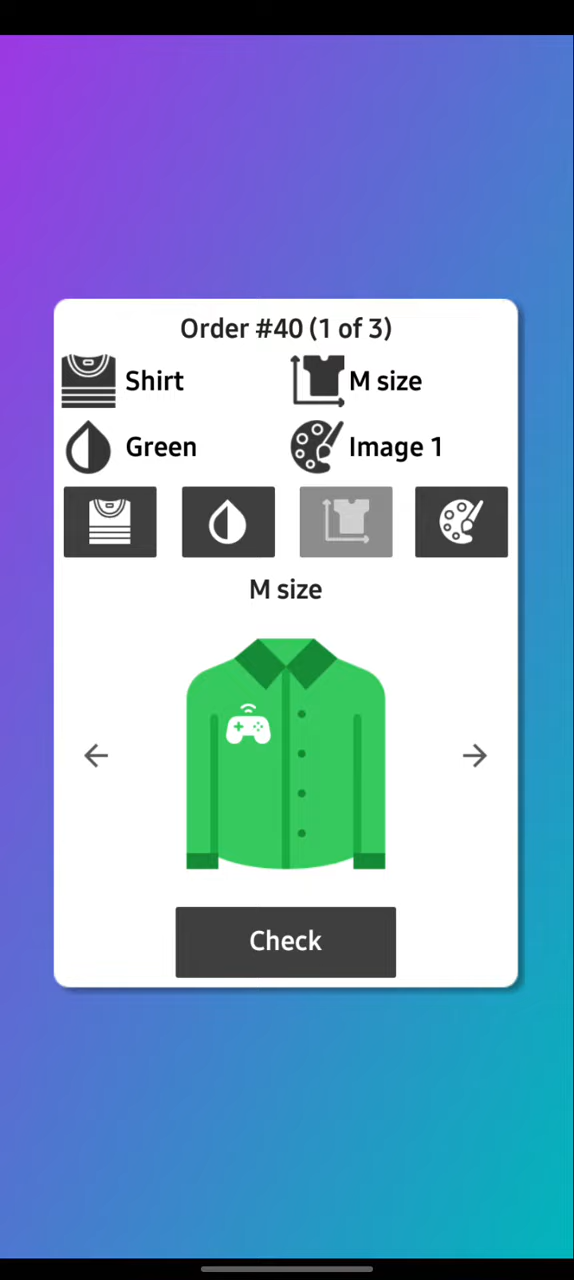 Order #40 (1 of 3)
Shirt M size
Green Image 1
M size
Check